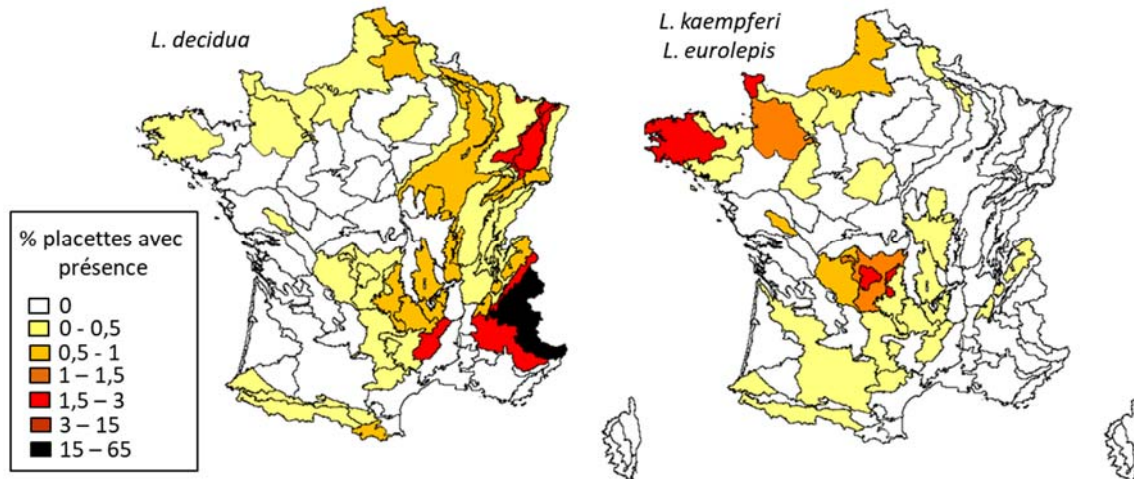 L. decidua
L. kaempferi
L. eurolepis
% placettes avec
présence
0
0 - 0,5
0,5 - 1
1 – 1,5
1,5 – 3
3 – 15
15 – 65